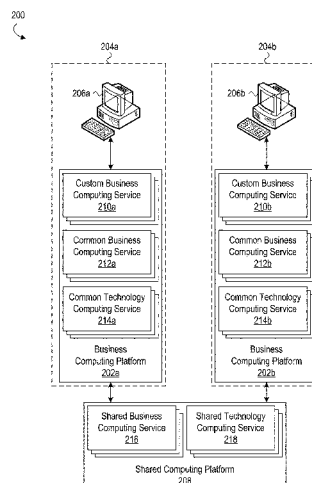 200
204a
204b
206a
206b
Custom Business
Computing Service
210a
Custom Business
Computing Service
210b
Common Business
Computing Service
212a
Common Business
Computing Service
212b
Common Technology
Computing Service
214a
Common Technology
Computing Service
214b
Business
Computing Platform
202a
Business
Computing Platform
202b
Shared Business
Computing Service
216
Shared Technology
Computing Service
218
Shared Computing Platform
208